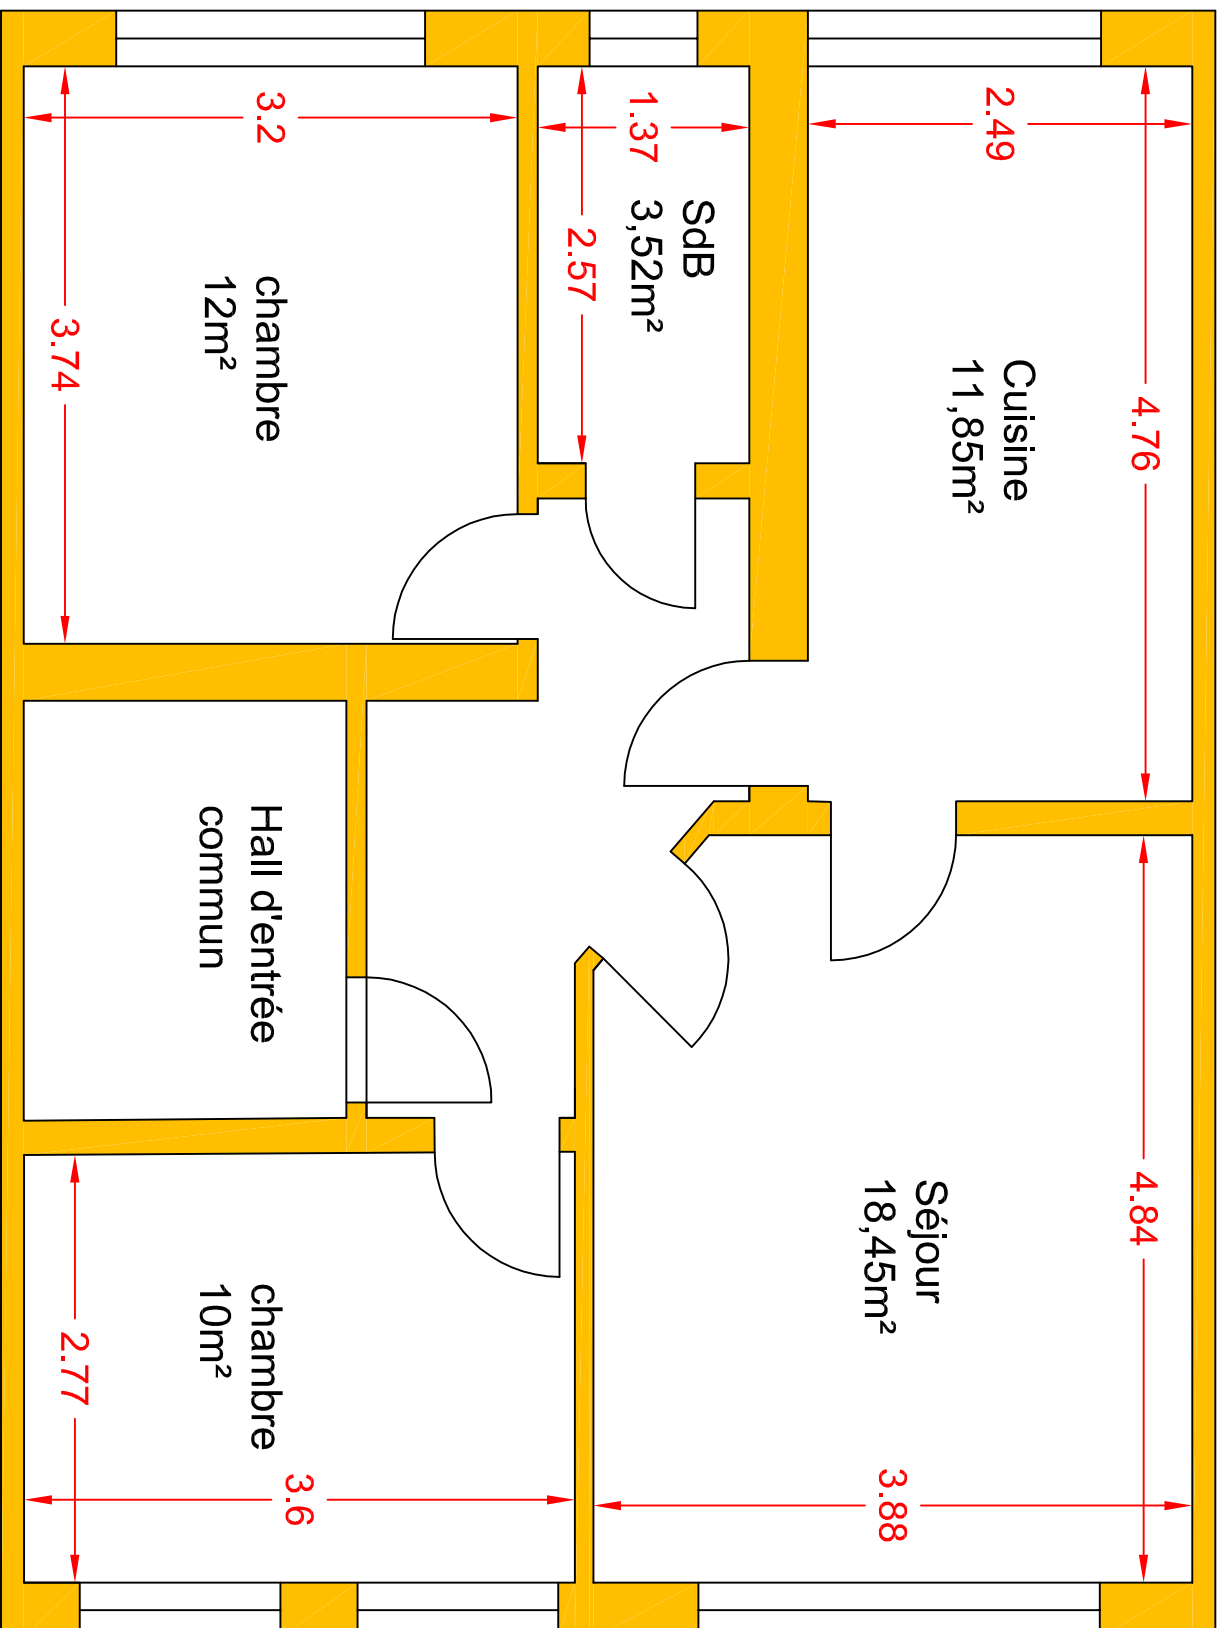 2.49
4.76
Cuisine
11,85m²
1.37
2.57
SdB
3,52m²
3.2
3.74
chambre
12m²
4.84
3.88
Séjour
18,45m²
Hall d'entrée
commun
chambre
10m²
2.77
3.6